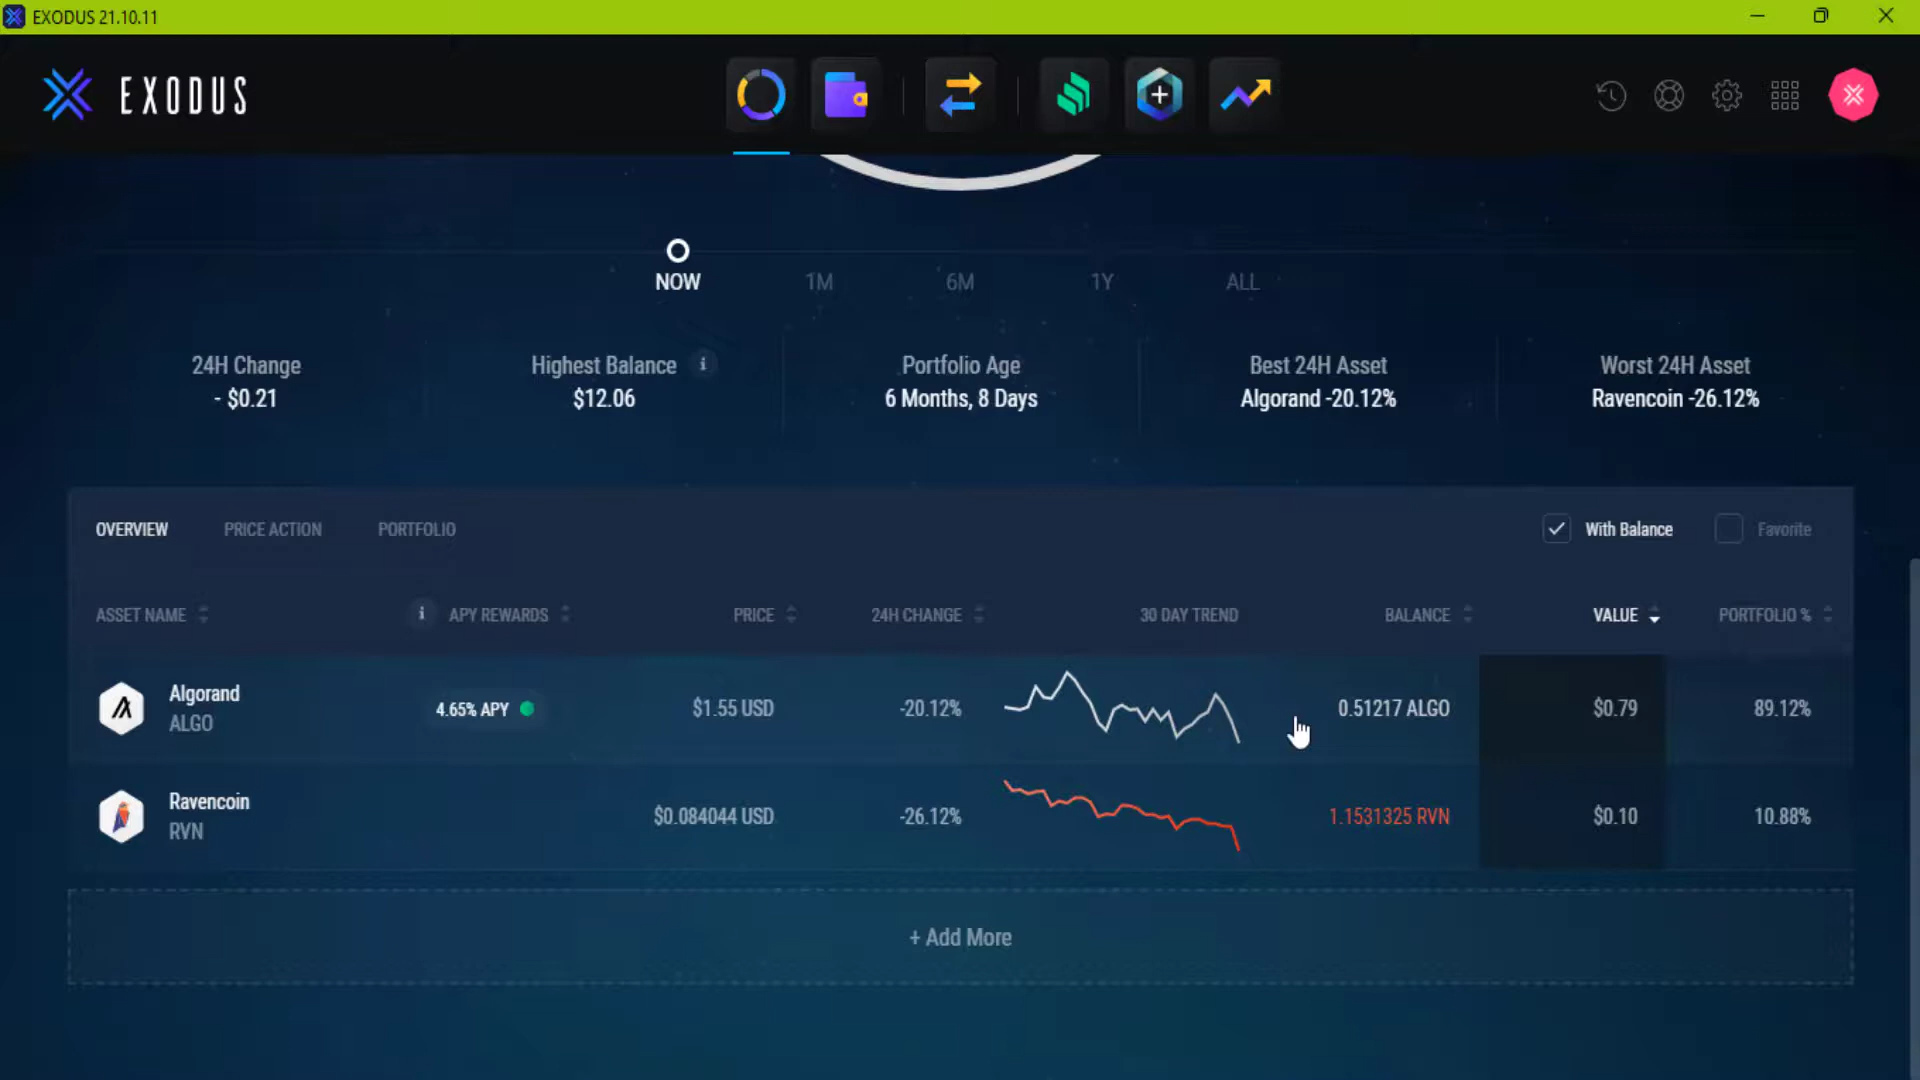 EXODUS 21.10.11
EXODUS
NOW
1M
6M
1Y
ALL
24H Change
- $0.21
Highest Balance i
$12.06
Portfolio Age
6 Months, 8 Days
Best 24H Asset
Algorand -20.12%
Worst 24H Asset
Ravencoin -26.12%
OVERVIEW PRICE ACTION PORTFOLIO With Balance Favorite
ASSET NAME i APY REWARDS PRICE 24H CHANGE 30 DAY TREND BALANCE VALUE PORTFOLIO %
Algorand
ALGO
4.65% APY $1.55 USD -20.12% 0.51217 ALGO $0.79 89.12%
Ravencoin
RVN
$0.084044 USD -26.12% 1.1531325 RVN $0.10 10.88%
+ Add More